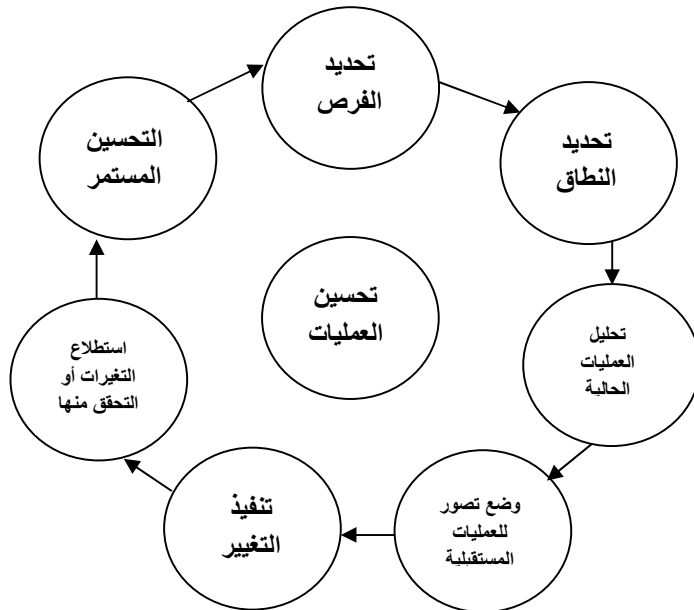 تحديد
الفرص
تحديد
النطاق
تحليل
العمليات
الحالية
وضع تصور
للعمليات
المستقبلية
تنفيذ
التغيير
استطلاع
التغيرات أو
التحقق منها
التحسين
المستمر
تحسين
العمليات